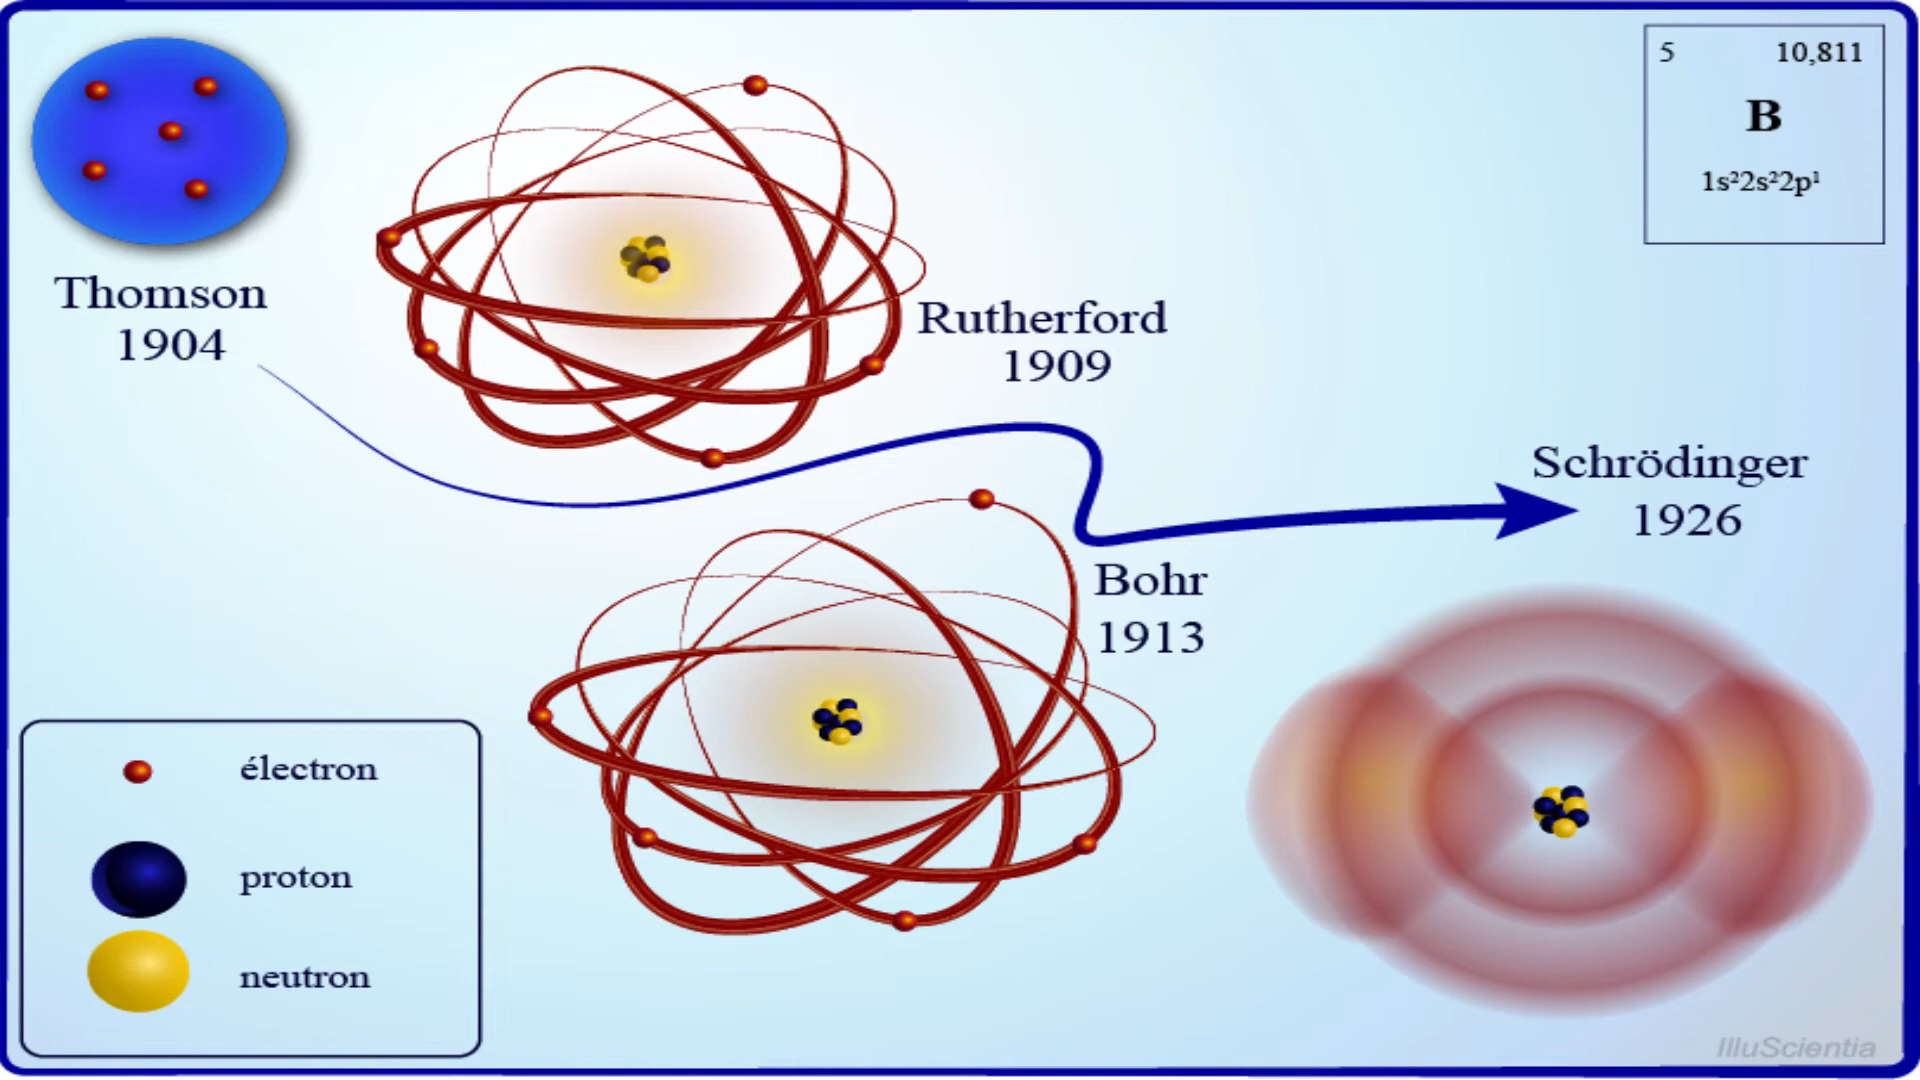 5 10,811
B
1s²2s²2p¹
Thomson
1904
Rutherford
1909
Bohr
1913
Schrödinger
1926
électron
proton
neutron
IlluScientia